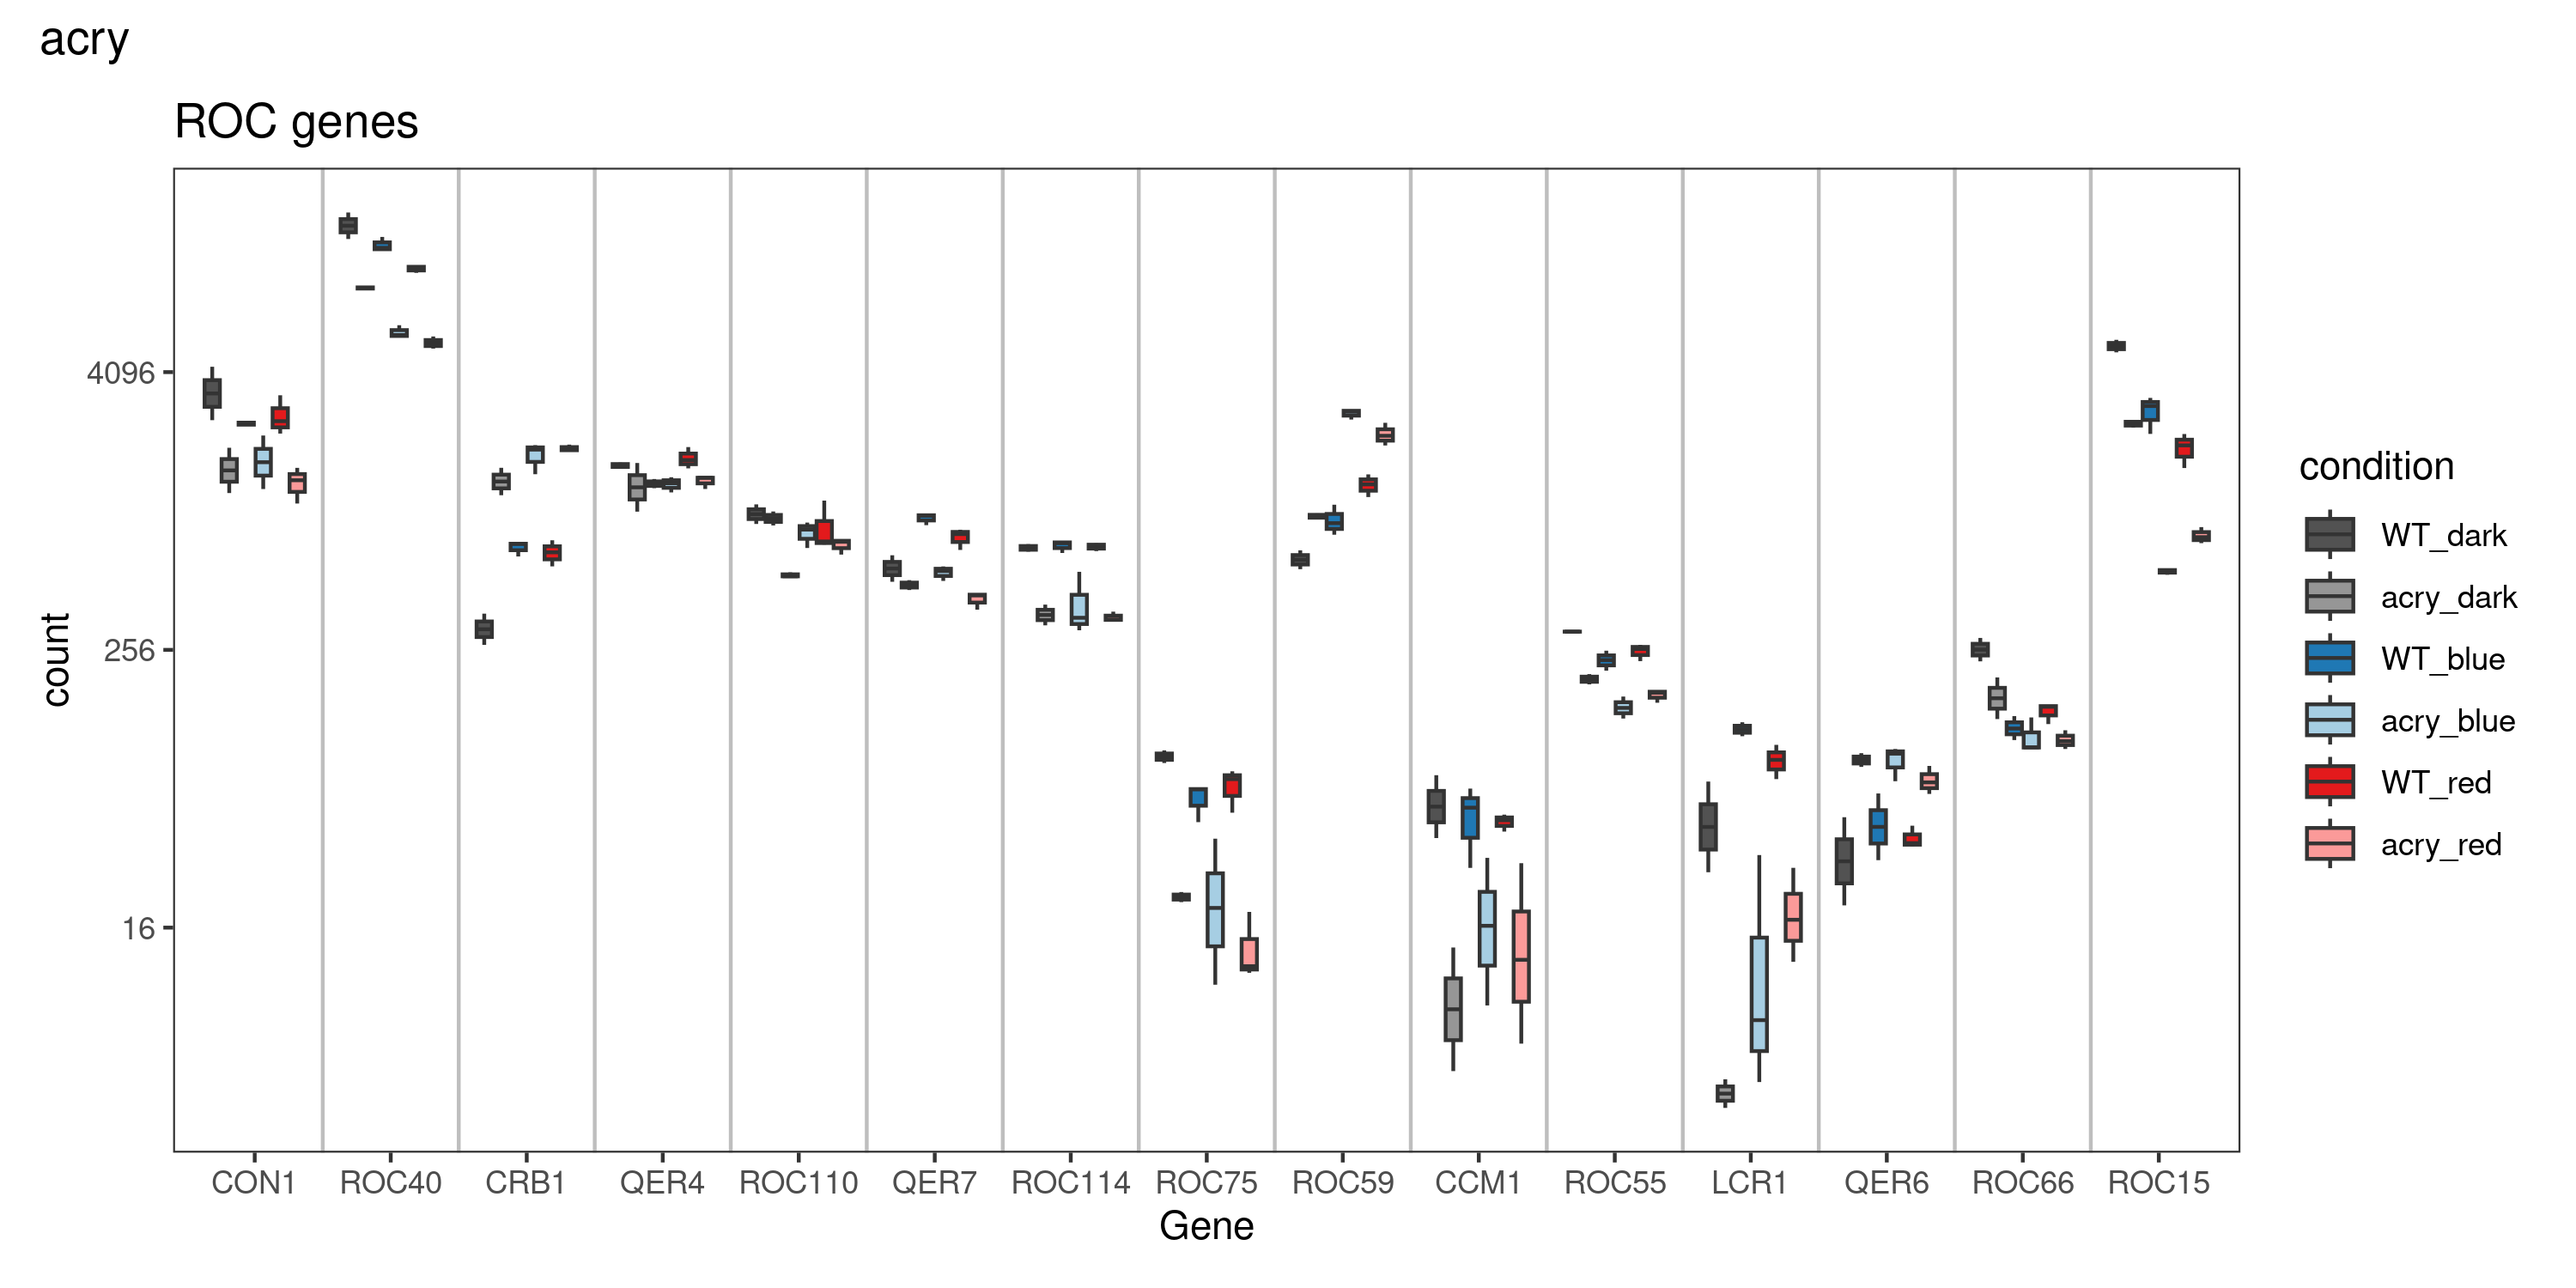 acry
ROC genes
4096
256
16
count
CON1 ROC40 CRB1 QER4 ROC110 QER7 ROC114 ROC75 ROC59 CCM1 ROC55 LCR1 QER6 ROC66 ROC15
Gene
condition
WT_dark
acry_dark
WT_blue
acry_blue
WT_red
acry_red